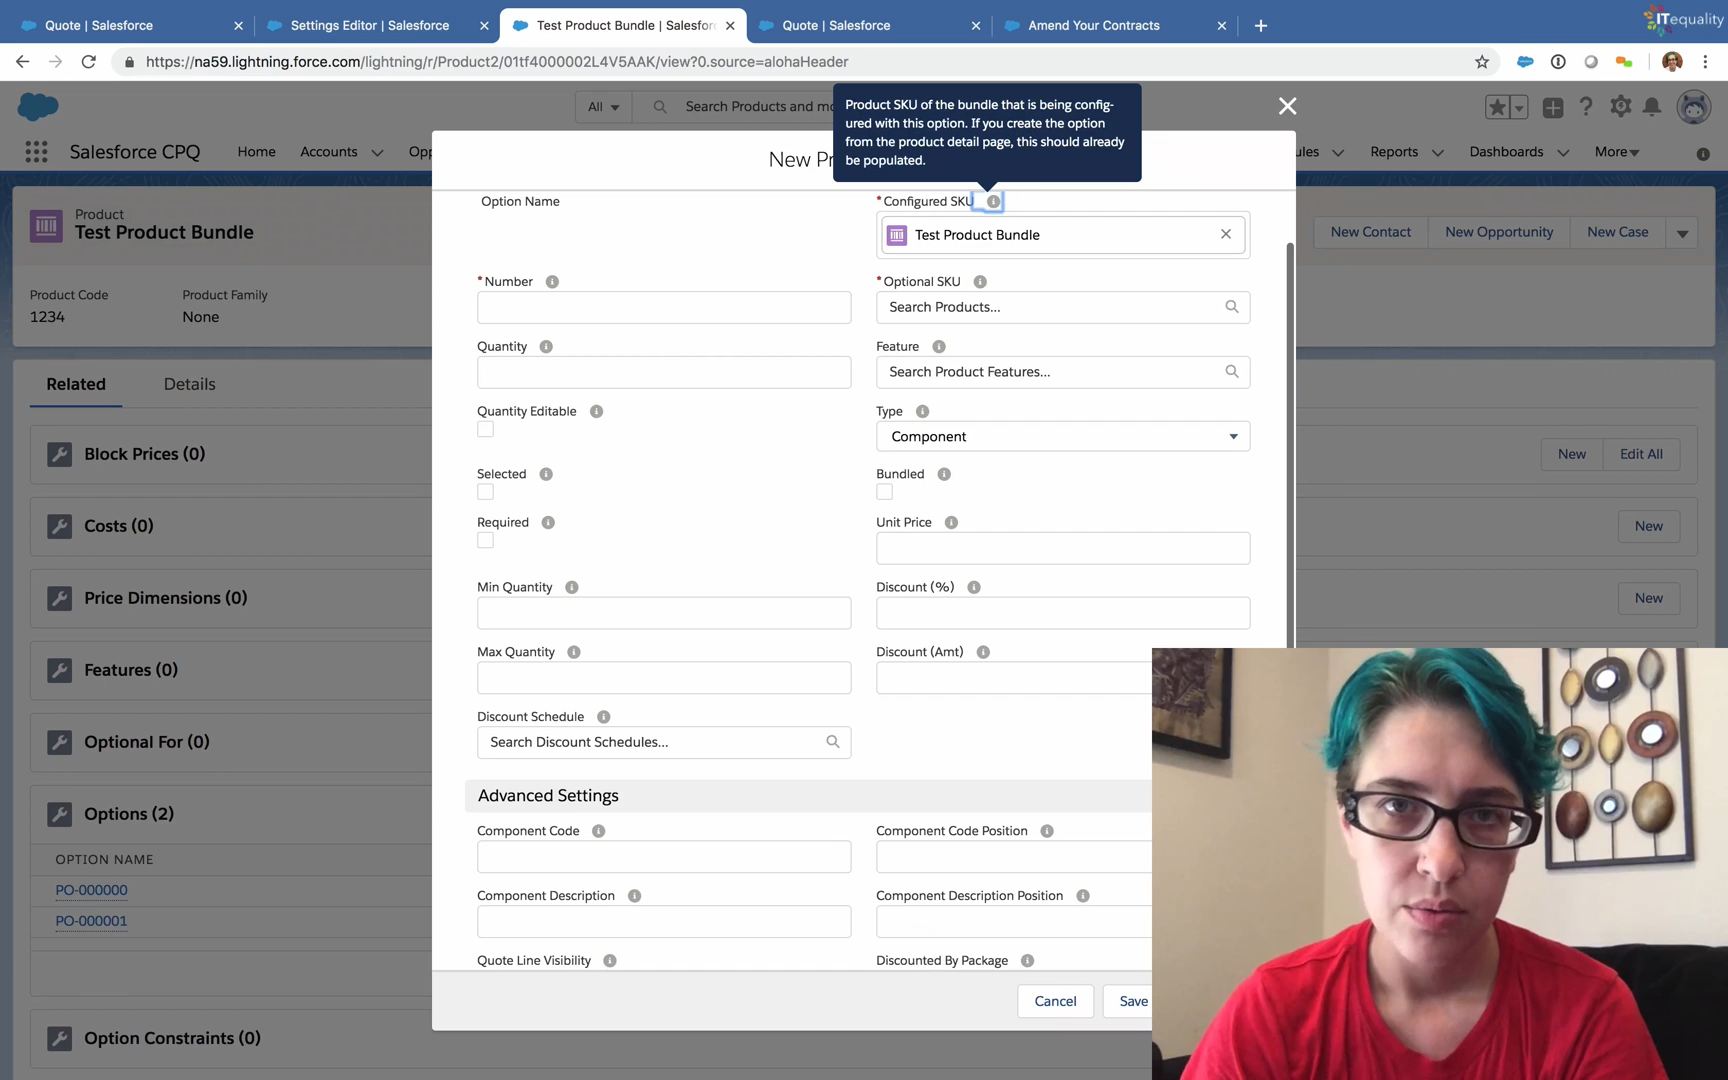 Quote | Salesforce
Settings Editor | Salesforce
Test Product Bundle | Salesforc
Quote | Salesforce
Amend Your Contracts
ITequality
https://na59.lightning.force.com/lightning/r/Product2/01tf4000002L4V5AAK/view?0.source=alohaHeader
All
Search Products and mo
Product SKU of the bundle that is being config-
ured with this option. If you create the option
from the product detail page, this should already
be populated.
Salesforce CPQ
Home
Accounts
Opp
New Pr
ules
Reports
Dashboards
More
Product
Test Product Bundle
New Contact
New Opportunity
New Case
Product Code
Product Family
1234
None
Related
Details
Block Prices (0)
New
Edit All
Costs (0)
New
Price Dimensions (0)
New
Features (0)
Optional For (0)
Options (2)
OPTION NAME
PO-000000
PO-000001
Option Constraints (0)
Option Name
*Configured SKU
Test Product Bundle
*Number
*Optional SKU
Search Products...
Quantity
Feature
Search Product Features...
Quantity Editable
Type
Component
Selected
Bundled
Required
Unit Price
Min Quantity
Discount (%)
Max Quantity
Discount (Amt)
Discount Schedule
Search Discount Schedules...
Advanced Settings
Component Code
Component Code Position
Component Description
Component Description Position
Quote Line Visibility
Discounted By Package
Cancel
Save